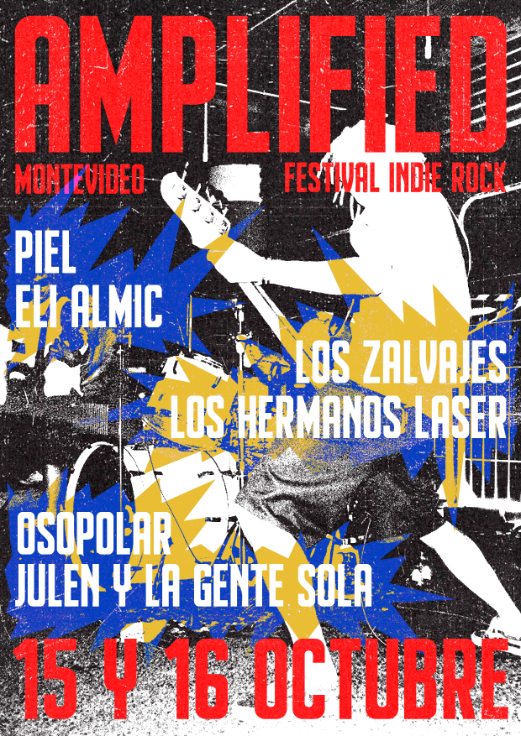 AMPLIFIED
MONTEVIDEO
FESTIVAL INDIE ROCK
PIEL
ELI ALMIC
LOS ZALVAJES
LOS HERMANOS LASER
OSOPOLAR
JULEN Y LA GENTE SOLA
15 Y 16 OCTUBRE